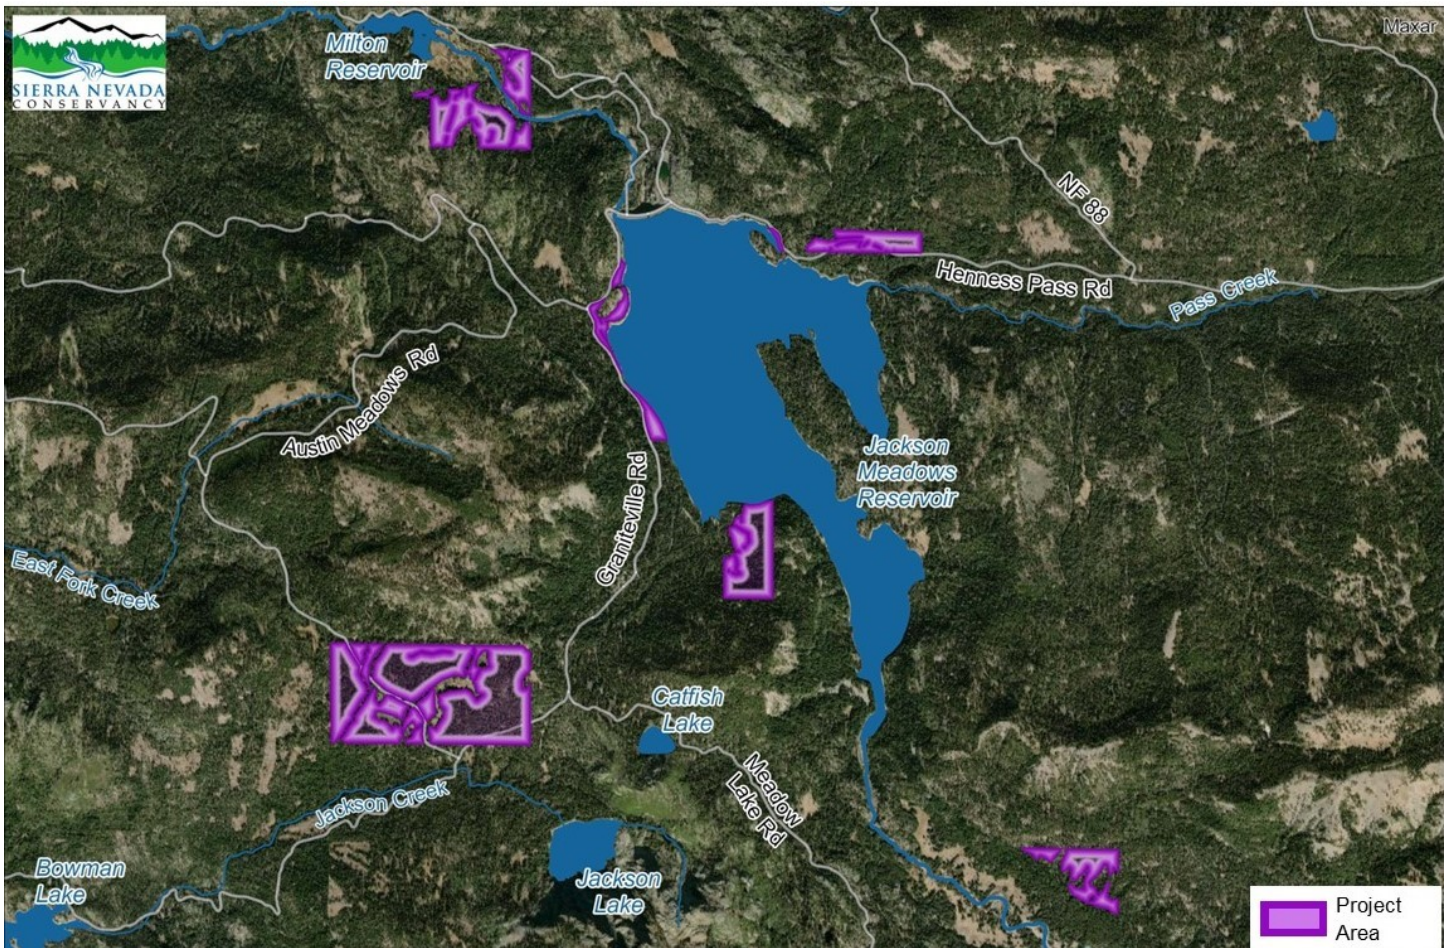 SIERRA NEVADA
CONSERVANCY
Milton
Reservoir
Maxar
NF 88
Henness Pass Rd
Pass Creek
Austin Meadows Rd
Jackson
Meadows
Reservoir
Graniteville Rd
East Fork Creek
Catfish
Lake
Meadow
Lake Rd
Jackson Creek
Bowman
Lake
Jackson
Lake
Project
Area